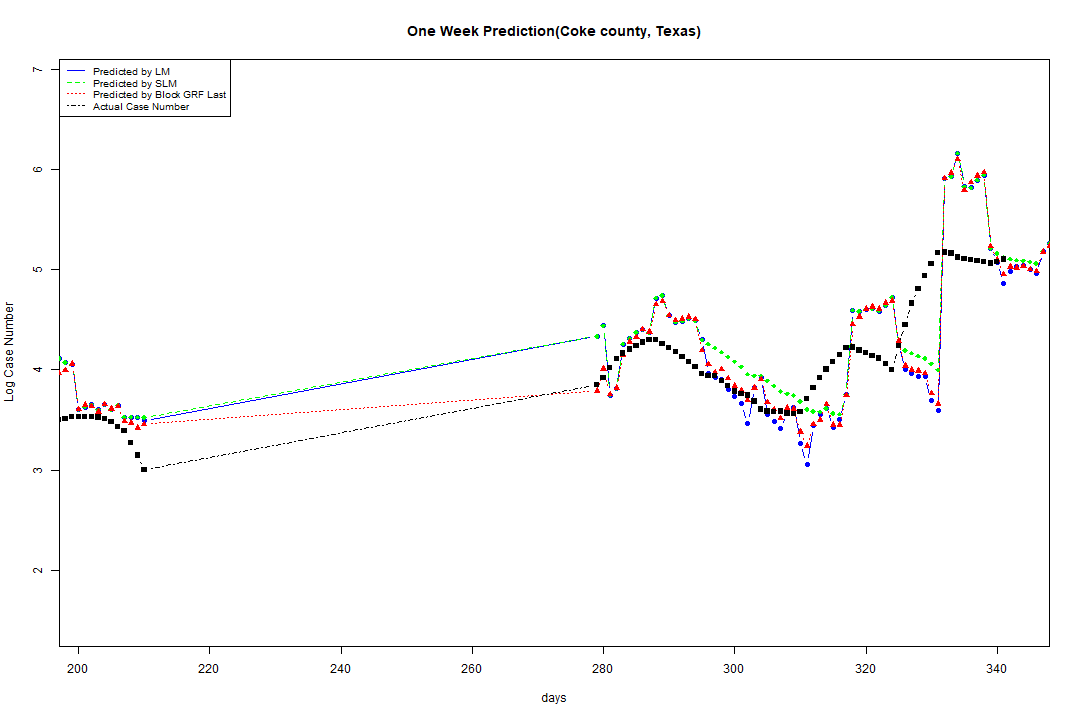 One Week Prediction(Coke county, Texas)
Predicted by LM
Predicted by SLM
Predicted by Block GRF Last
Actual Case Number
Log Case Number
7
6
5
4
3
2
200 220 240 260 280 300 320 340
days